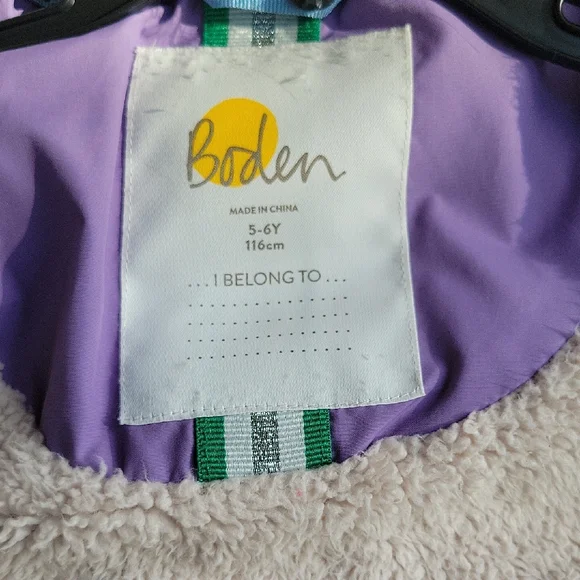 Boden
MADE IN CHINA
5-6Y
116cm
...I BELONG TO...